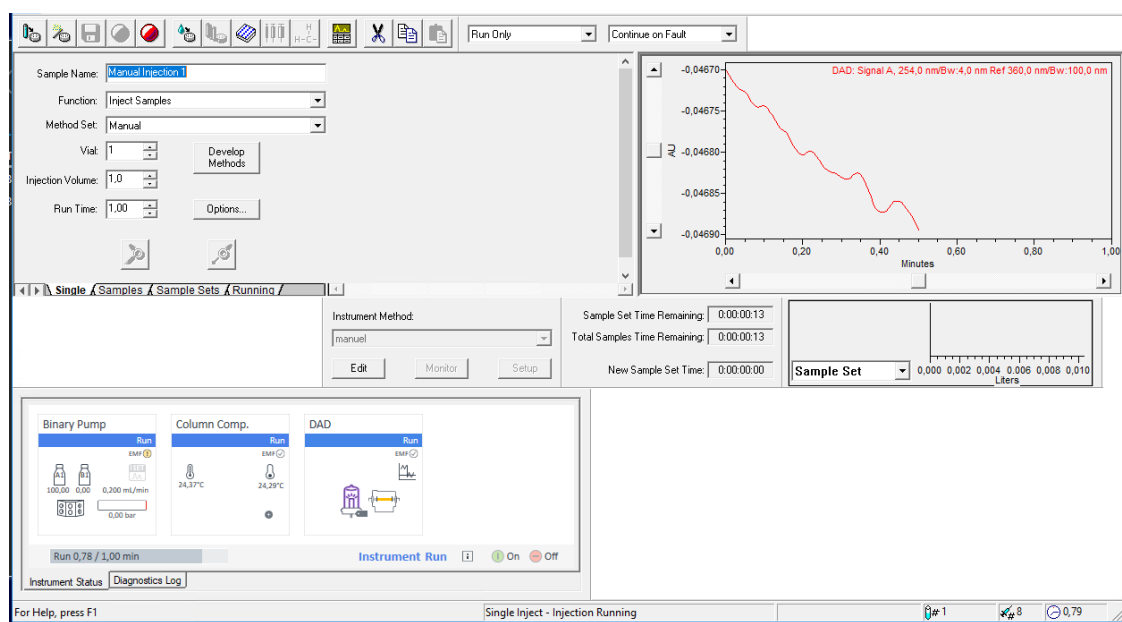 H
H-C-
Run Only
Continue on Fault
Sample Name: Manual Injection 1
Function: Inject Samples
Method Set: Manual
Vial: 1
Develop Methods
Injection Volume: 1,0
Run Time: 1,00
Options...
Single Samples Sample Sets Running
DAD: Signal A, 254,0 nm/Bw:4,0 nm Ref 360,0 nm/Bw:100,0 nm
-0,04670
-0,04675
-0,04680
-0,04685
-0,04690
AU
0,00 0,20 0,40 0,60 0,80 1,00
Minutes
Instrument Method:
manuel
Edit Monitor Setup
Sample Set Time Remaining: 0:00:00:13
Total Samples Time Remaining: 0:00:00:13
New Sample Set Time: 0:00:00:00
Sample Set
0,000 0,002 0,004 0.006 0,008 0,010
Liters
Binary Pump
Run
EMF
A1 B1
100,00 0,00 0,200 mL/min
0,00 bar
Column Comp.
Run
EMF
24,37°C 24,29°C
DAD
Run
EMF
Run 0,78 / 1,00 min
Instrument Run i On Off
Instrument Status Diagnostics Log
For Help, press F1
Single Inject - Injection Running
# 1
# 8
0,79